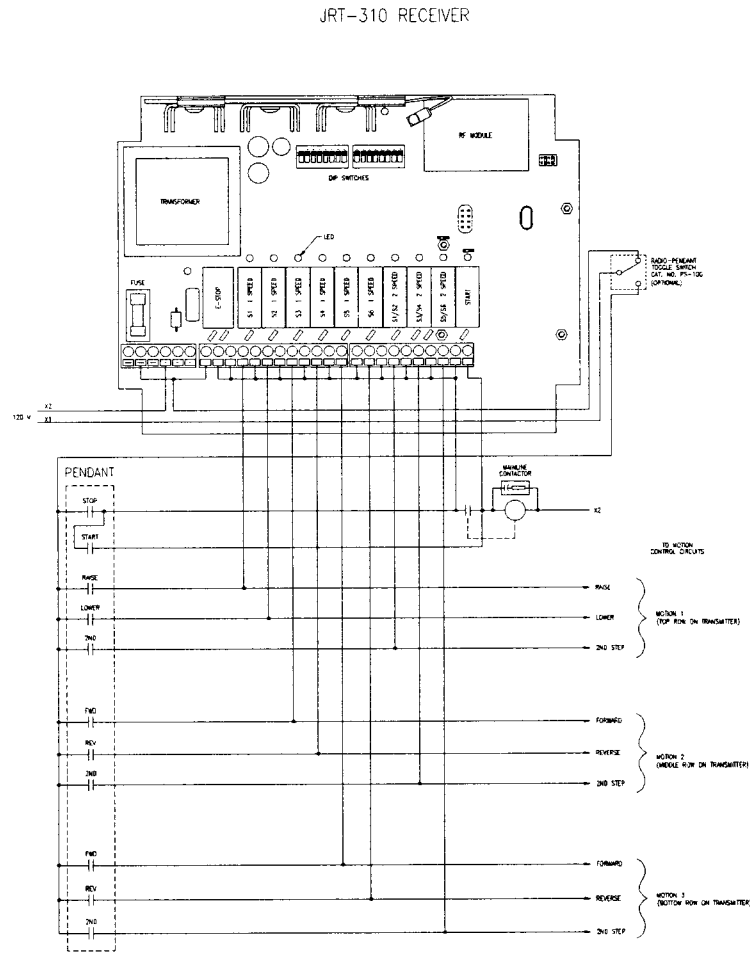 JRT-310 RECEIVER
RF MODULE
DIP SWITCHES
TRANSFORMER
LED
RADIO-PENDANT
TOGGLE SWITCH
CAT. NO. PS-10G
(OPTIONAL)
FUSE
E-STOP
S1 1 SPEED
S2 1 SPEED
S3 1 SPEED
S4 1 SPEED
S5 1 SPEED
S6 1 SPEED
S1/S2 2 SPEED
S3/S4 2 SPEED
S5/S6 2 SPEED
START
120 V
X2
X1
PENDANT
MAINLINE
CONTACTOR
STOP
X2
START
TO MOTION
CONTROL CIRCUITS
RAISE
RAISE
LOWER
LOWER
MOTION 1
(TOP ROW ON TRANSMITTER)
2ND
2ND STEP
FWD
FORWARD
REV
REVERSE
MOTION 2
(MIDDLE ROW ON TRANSMITTER)
2ND
2ND STEP
FWD
FORWARD
REV
REVERSE
MOTION 3
(BOTTOM ROW ON TRANSMITTER)
2ND
2ND STEP